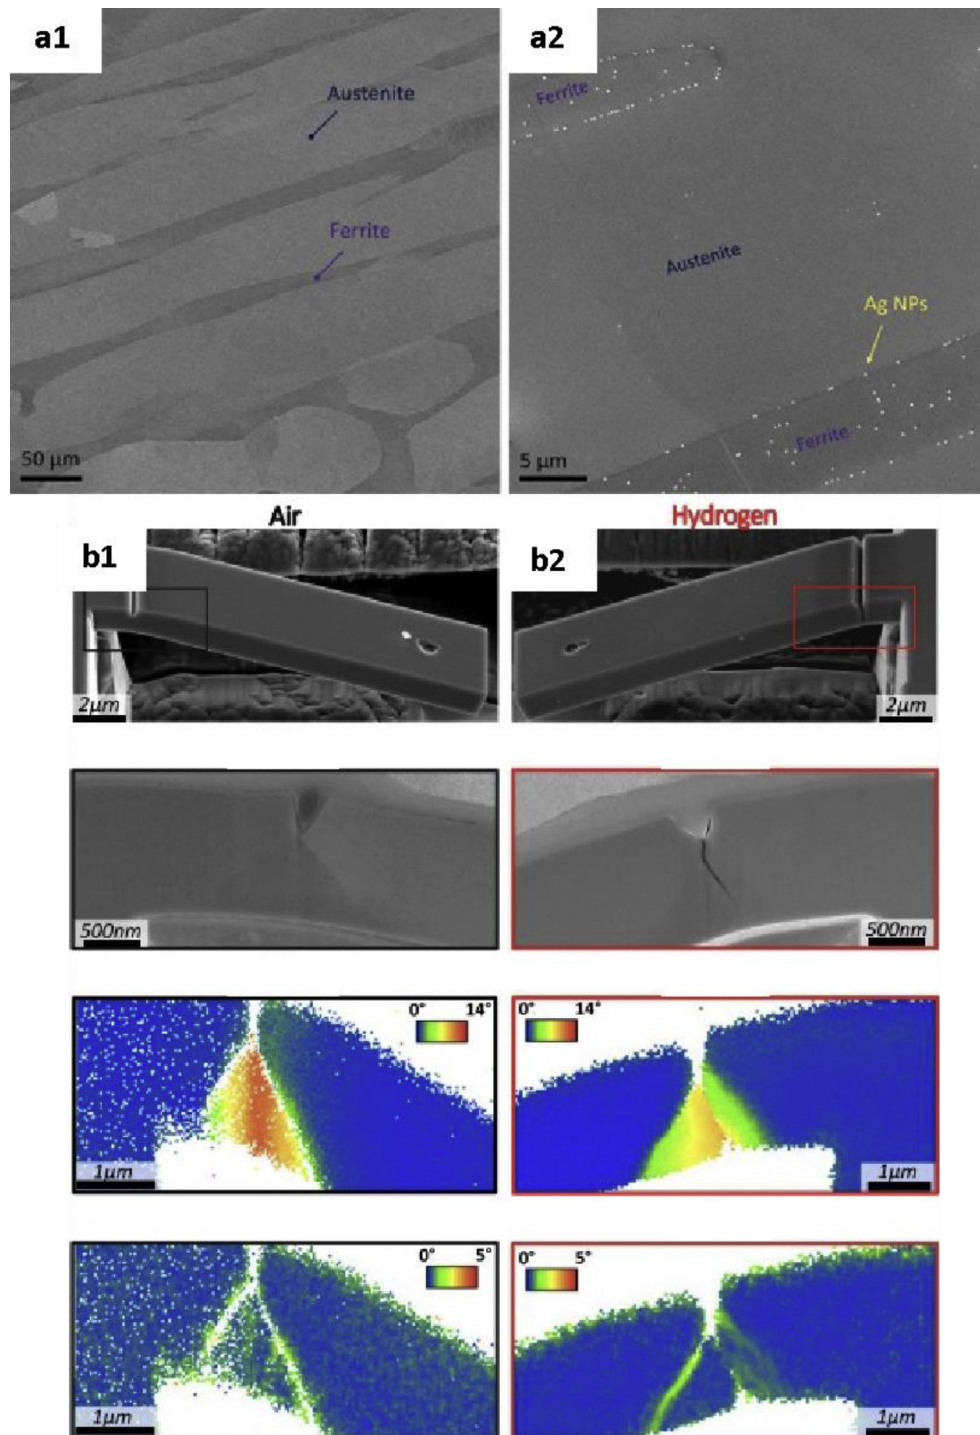 a1
a2
Austenite
Ferrite
50 μm
Ferrite
Austenite
Ag NPs
Ferrite
5 μm
Air
Hydrogen
b1
b2
2μm
2μm
500nm
500nm
0° 14°
0° 14°
1μm
1μm
0° 5°
0° 5°
1μm
1μm